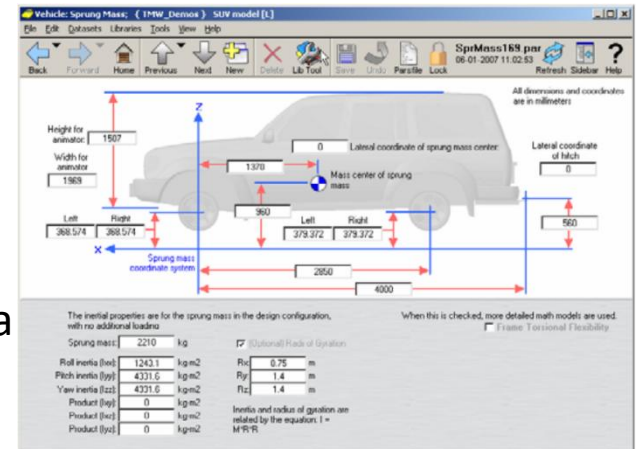 Vehicle: Sprung Mass; { TMW_Demos } SUV model [L]
File Edit Datasets Libraries Tools View Help
Back Forward Home Previous Next New Delete Lib Tool Save Undo Parsfile Lock Refresh Sidebar Help
SprMass169.par
06-01-2007 11:02:53
All dimensions and coordinates are in millimeters
Z
Height for animator: 1507
Width for animator 1969
0 Lateral coordinate of sprung mass center:
Lateral coordinate of hitch
0
1370
Mass center of sprung mass
960
560
Left Right
368.574 368.574
Left Right
379.372 379.372
X
Sprung mass coordinate system
2850
4000
a
The inertial properties are for the sprung mass in the design configuration, with no additional loading
When this is checked, more detailed math models are used.
Frame Torsional Flexibility
Sprung mass: 2210 kg
(Optional) Radii of Gyration
Roll inertia (Ixx): 1243.1 kg-m2
Rx: 0.75 m
Pitch inertia (Iyy): 4331.6 kg-m2
Ry: 1.4 m
Yaw inertia (Izz): 4331.6 kg-m2
Rz: 1.4 m
Product (Ixy): 0 kg-m2
Product (Ixz): 0 kg-m2
Product (Iyz): 0 kg-m2
Inertia and radius of gyration are related by the equation: I = M*R*R